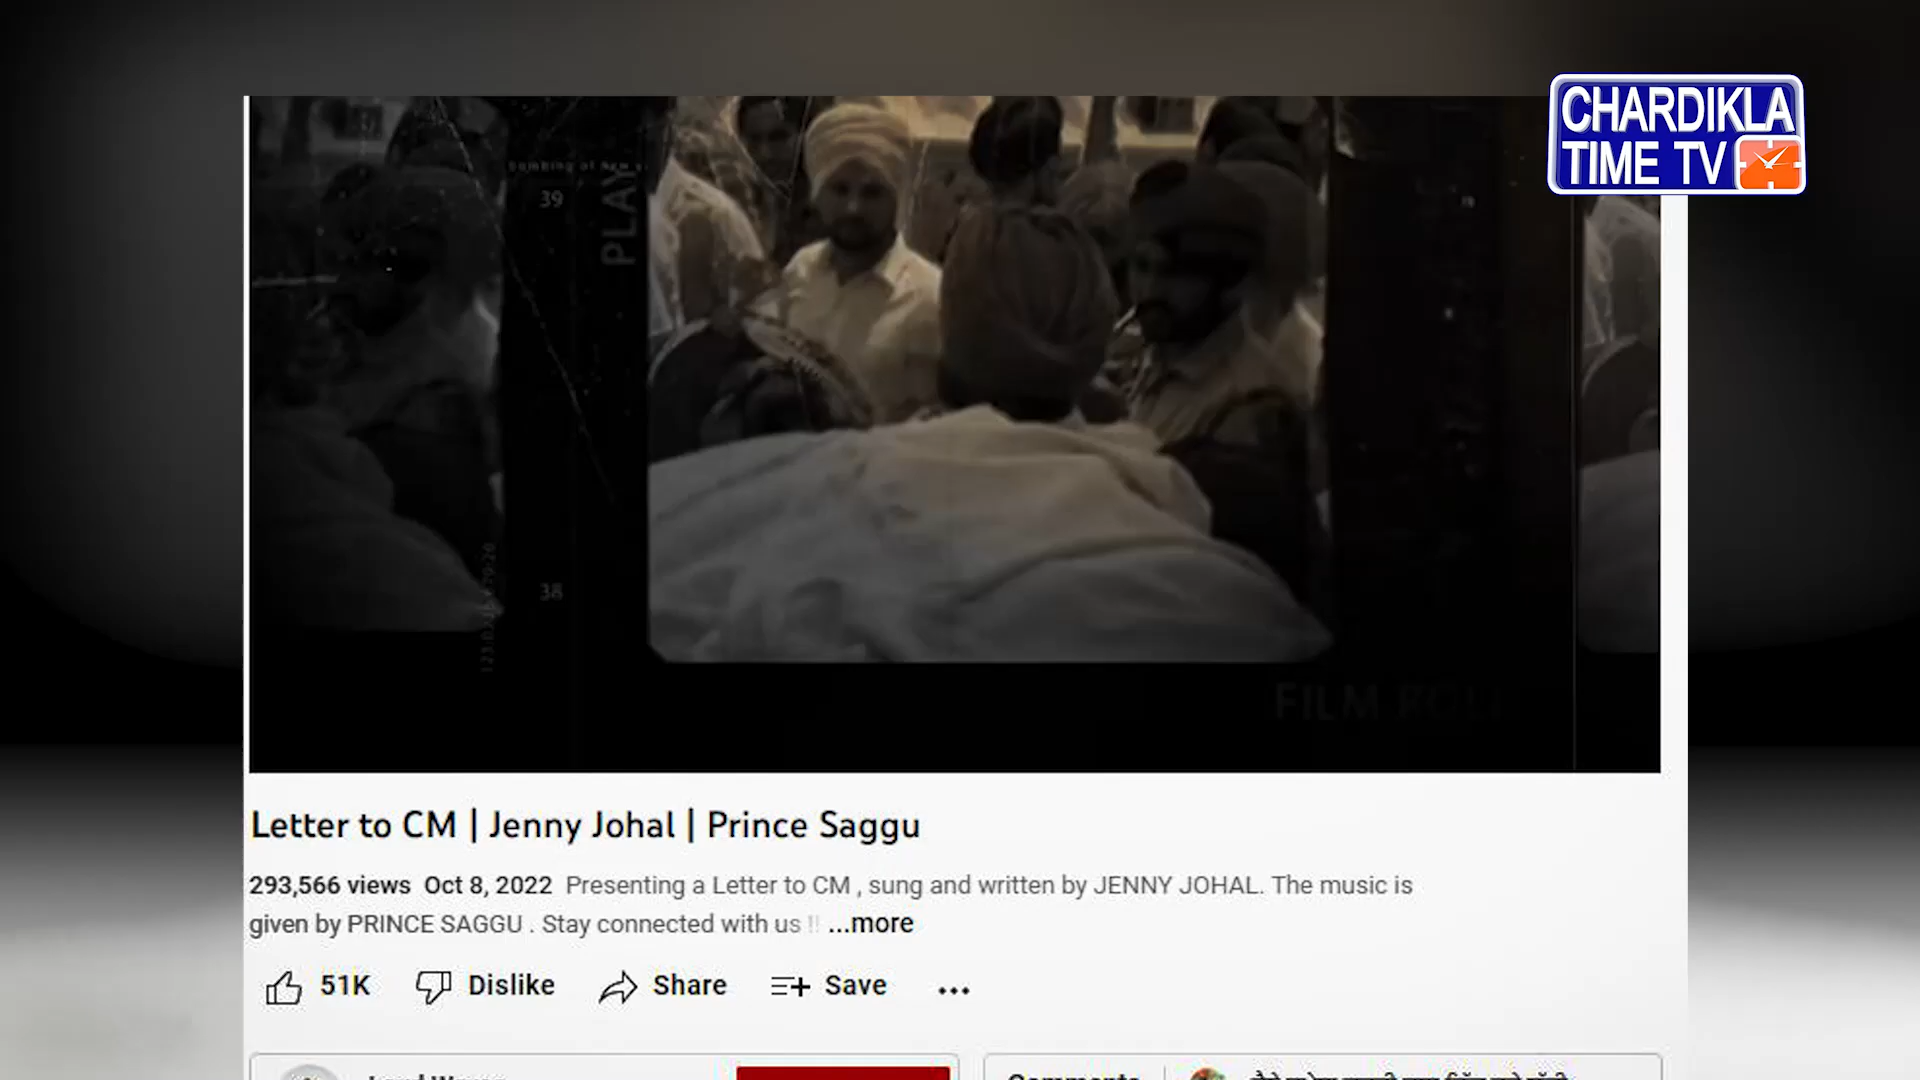 CHARDIKLA
TIME TV
39
PLAY
38
FILM ROLL
Letter to CM | Jenny Johal | Prince Saggu
293,566 views Oct 8, 2022 Presenting a Letter to CM , sung and written by JENNY JOHAL. The music is
given by PRINCE SAGGU . Stay connected with us !! ...more
51K Dislike Share Save ...